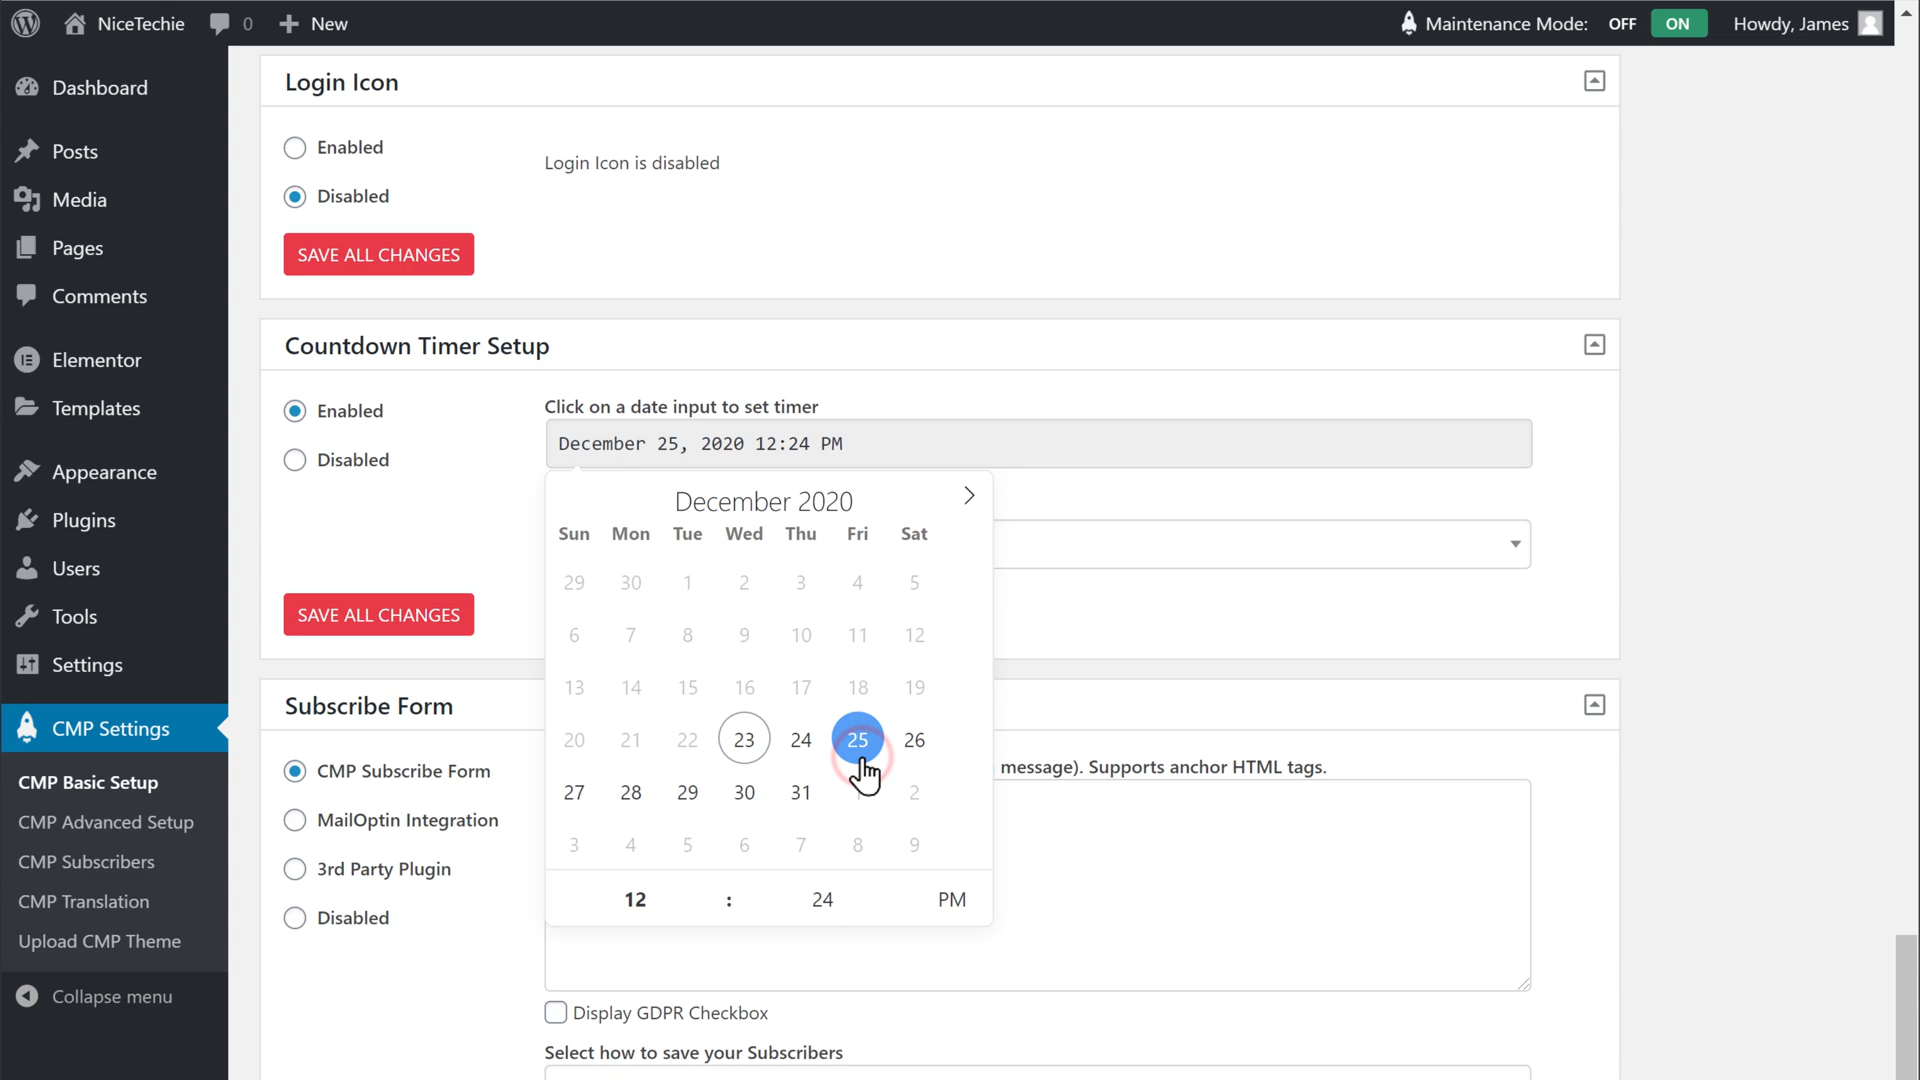 NiceTechie 0 New Maintenance Mode: OFF ON Howdy, James
Dashboard
Posts
Media
Pages
Comments
Elementor
Templates
Appearance
Plugins
Users
Tools
Settings
CMP Settings
CMP Basic Setup
CMP Advanced Setup
CMP Subscribers
CMP Translation
Upload CMP Theme
Collapse menu
Login Icon
Enabled
Disabled
Login Icon is disabled
SAVE ALL CHANGES
Countdown Timer Setup
Enabled
Disabled
Click on a date input to set timer
December 25, 2020 12:24 PM
December 2020
Sun Mon Tue Wed Thu Fri Sat
29 30 1 2 3 4 5
6 7 8 9 10 11 12
13 14 15 16 17 18 19
20 21 22 23 24 25 26
27 28 29 30 31 1 2
3 4 5 6 7 8 9
12 : 24 PM
SAVE ALL CHANGES
Subscribe Form
CMP Subscribe Form
MailOptin Integration
3rd Party Plugin
Disabled
message). Supports anchor HTML tags.
Display GDPR Checkbox
Select how to save your Subscribers